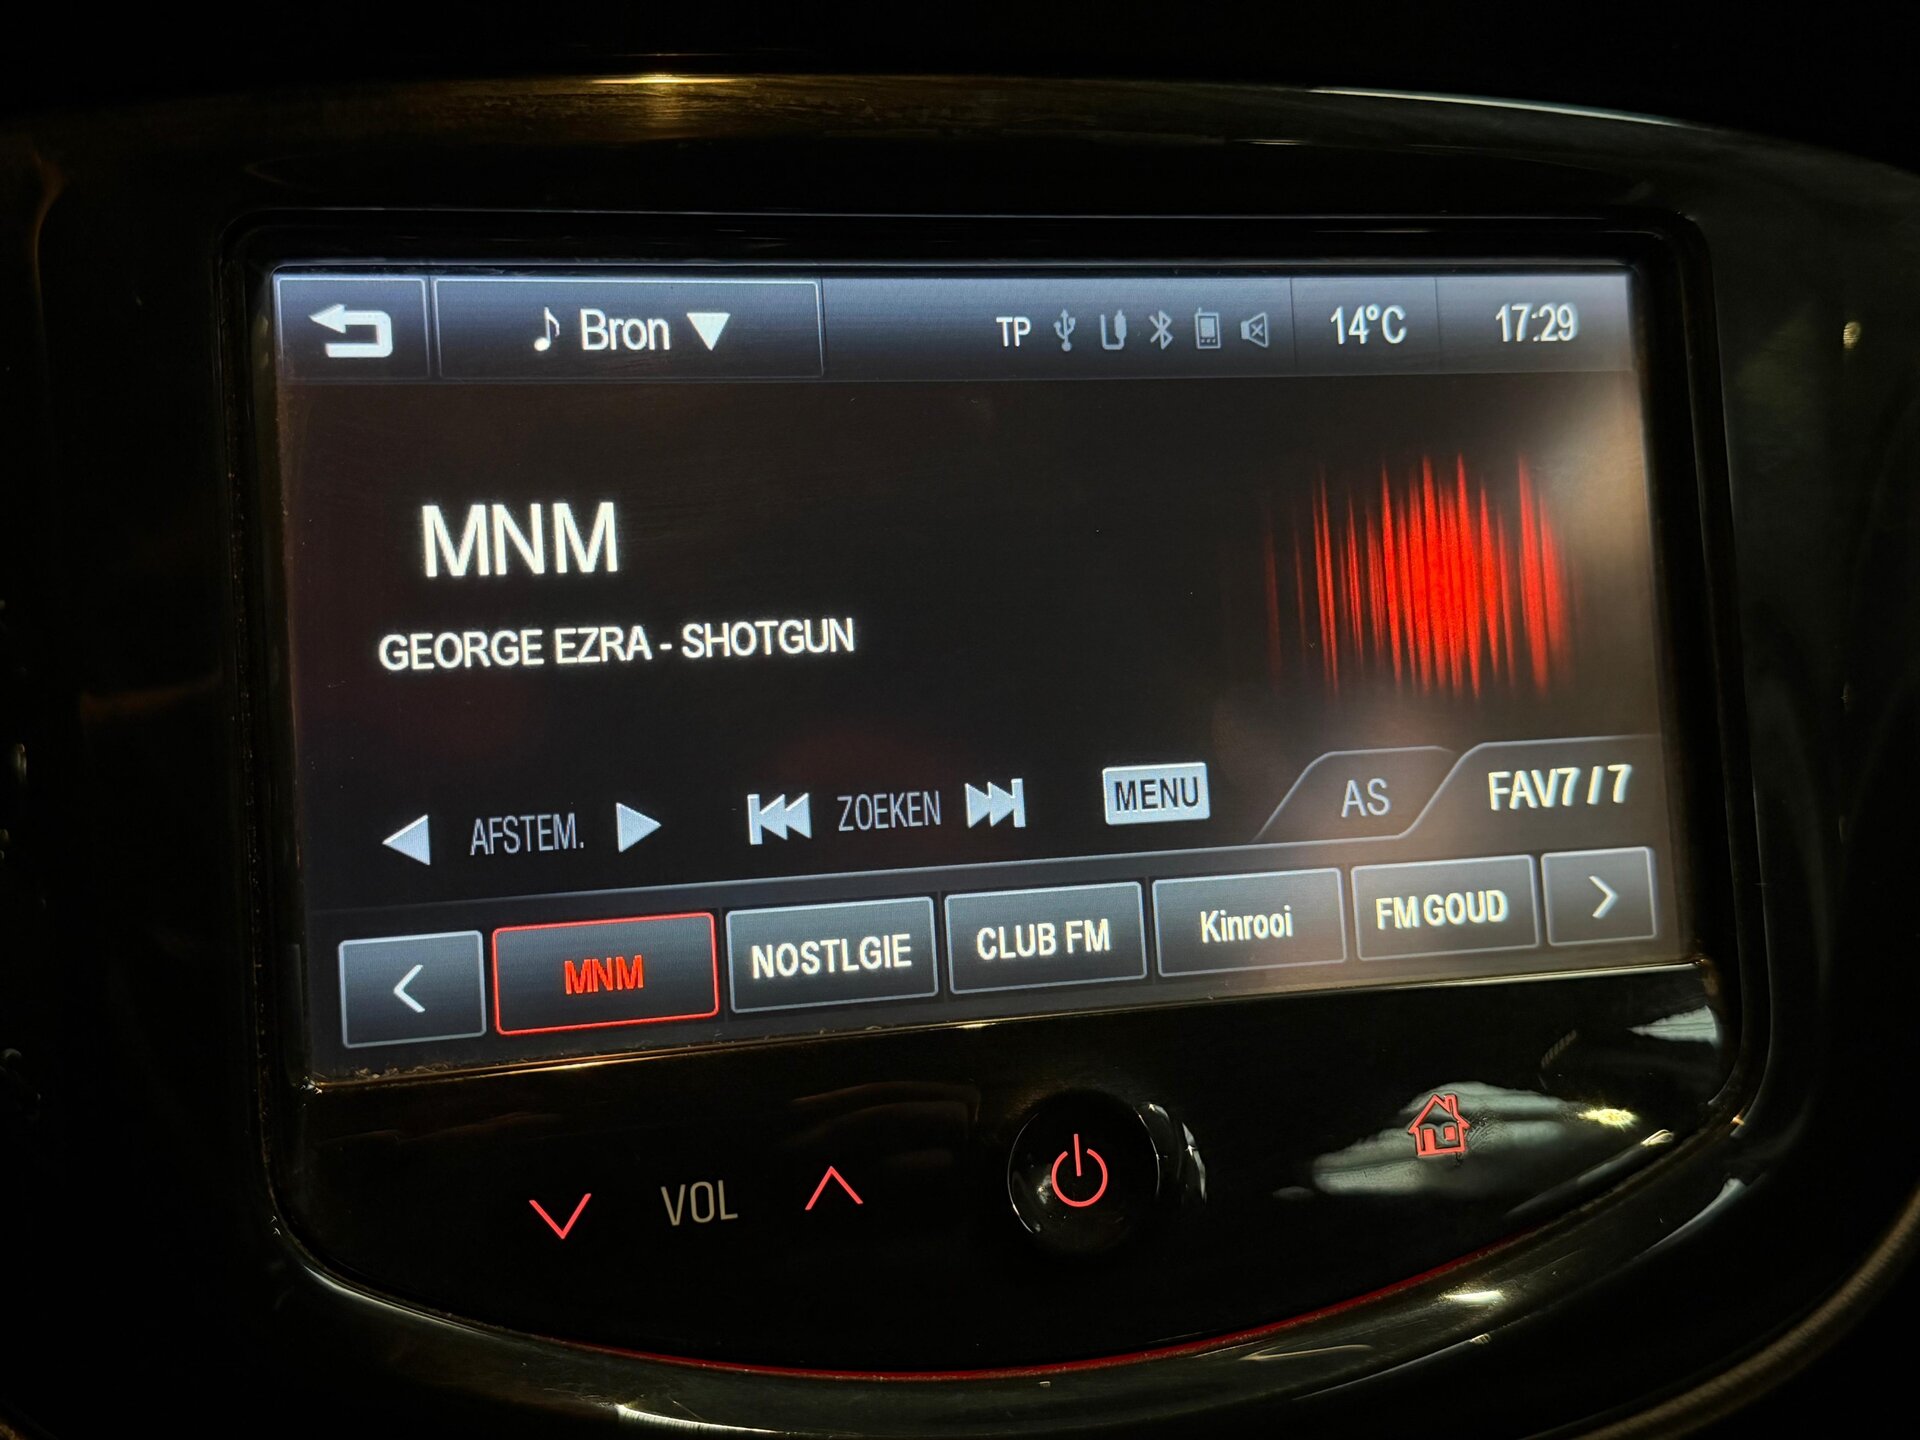 Bron
TP
14°C
17:29
MNM
GEORGE EZRA - SHOTGUN
AFSTEM.
ZOEKEN
MENU
AS
FAV7 / 7
MNM
NOSTLGIE
CLUB FM
Kinrooi
FM GOUD
VOL